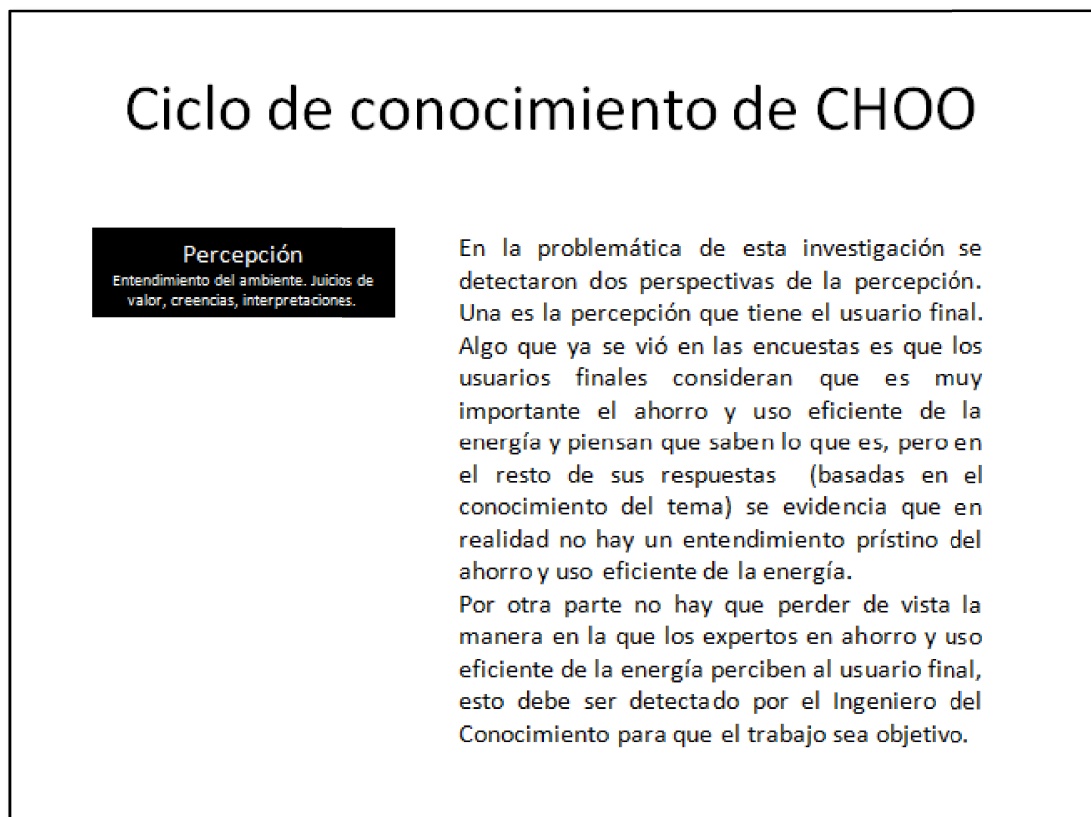 Ciclo de conocimiento de CHOO
Percepción
Entendimiento del ambiente. Juicios de
valor, creencias, interpretaciones.
En la problemática de esta investigación se
detectaron dos perspectivas de la percepción.
Una es la percepción que tiene el usuario final.
Algo que ya se vió en las encuestas es que los
usuarios finales consideran que es muy
importante el ahorro y uso eficiente de la
energía y piensan que saben lo que es, pero en
el resto de sus respuestas (basadas en el
conocimiento del tema) se evidencia que en
realidad no hay un entendimiento prístino del
ahorro y uso eficiente de la energía.
Por otra parte no hay que perder de vista la
manera en la que los expertos en ahorro y uso
eficiente de la energía perciben al usuario final,
esto debe ser detectado por el Ingeniero del
Conocimiento para que el trabajo sea objetivo.